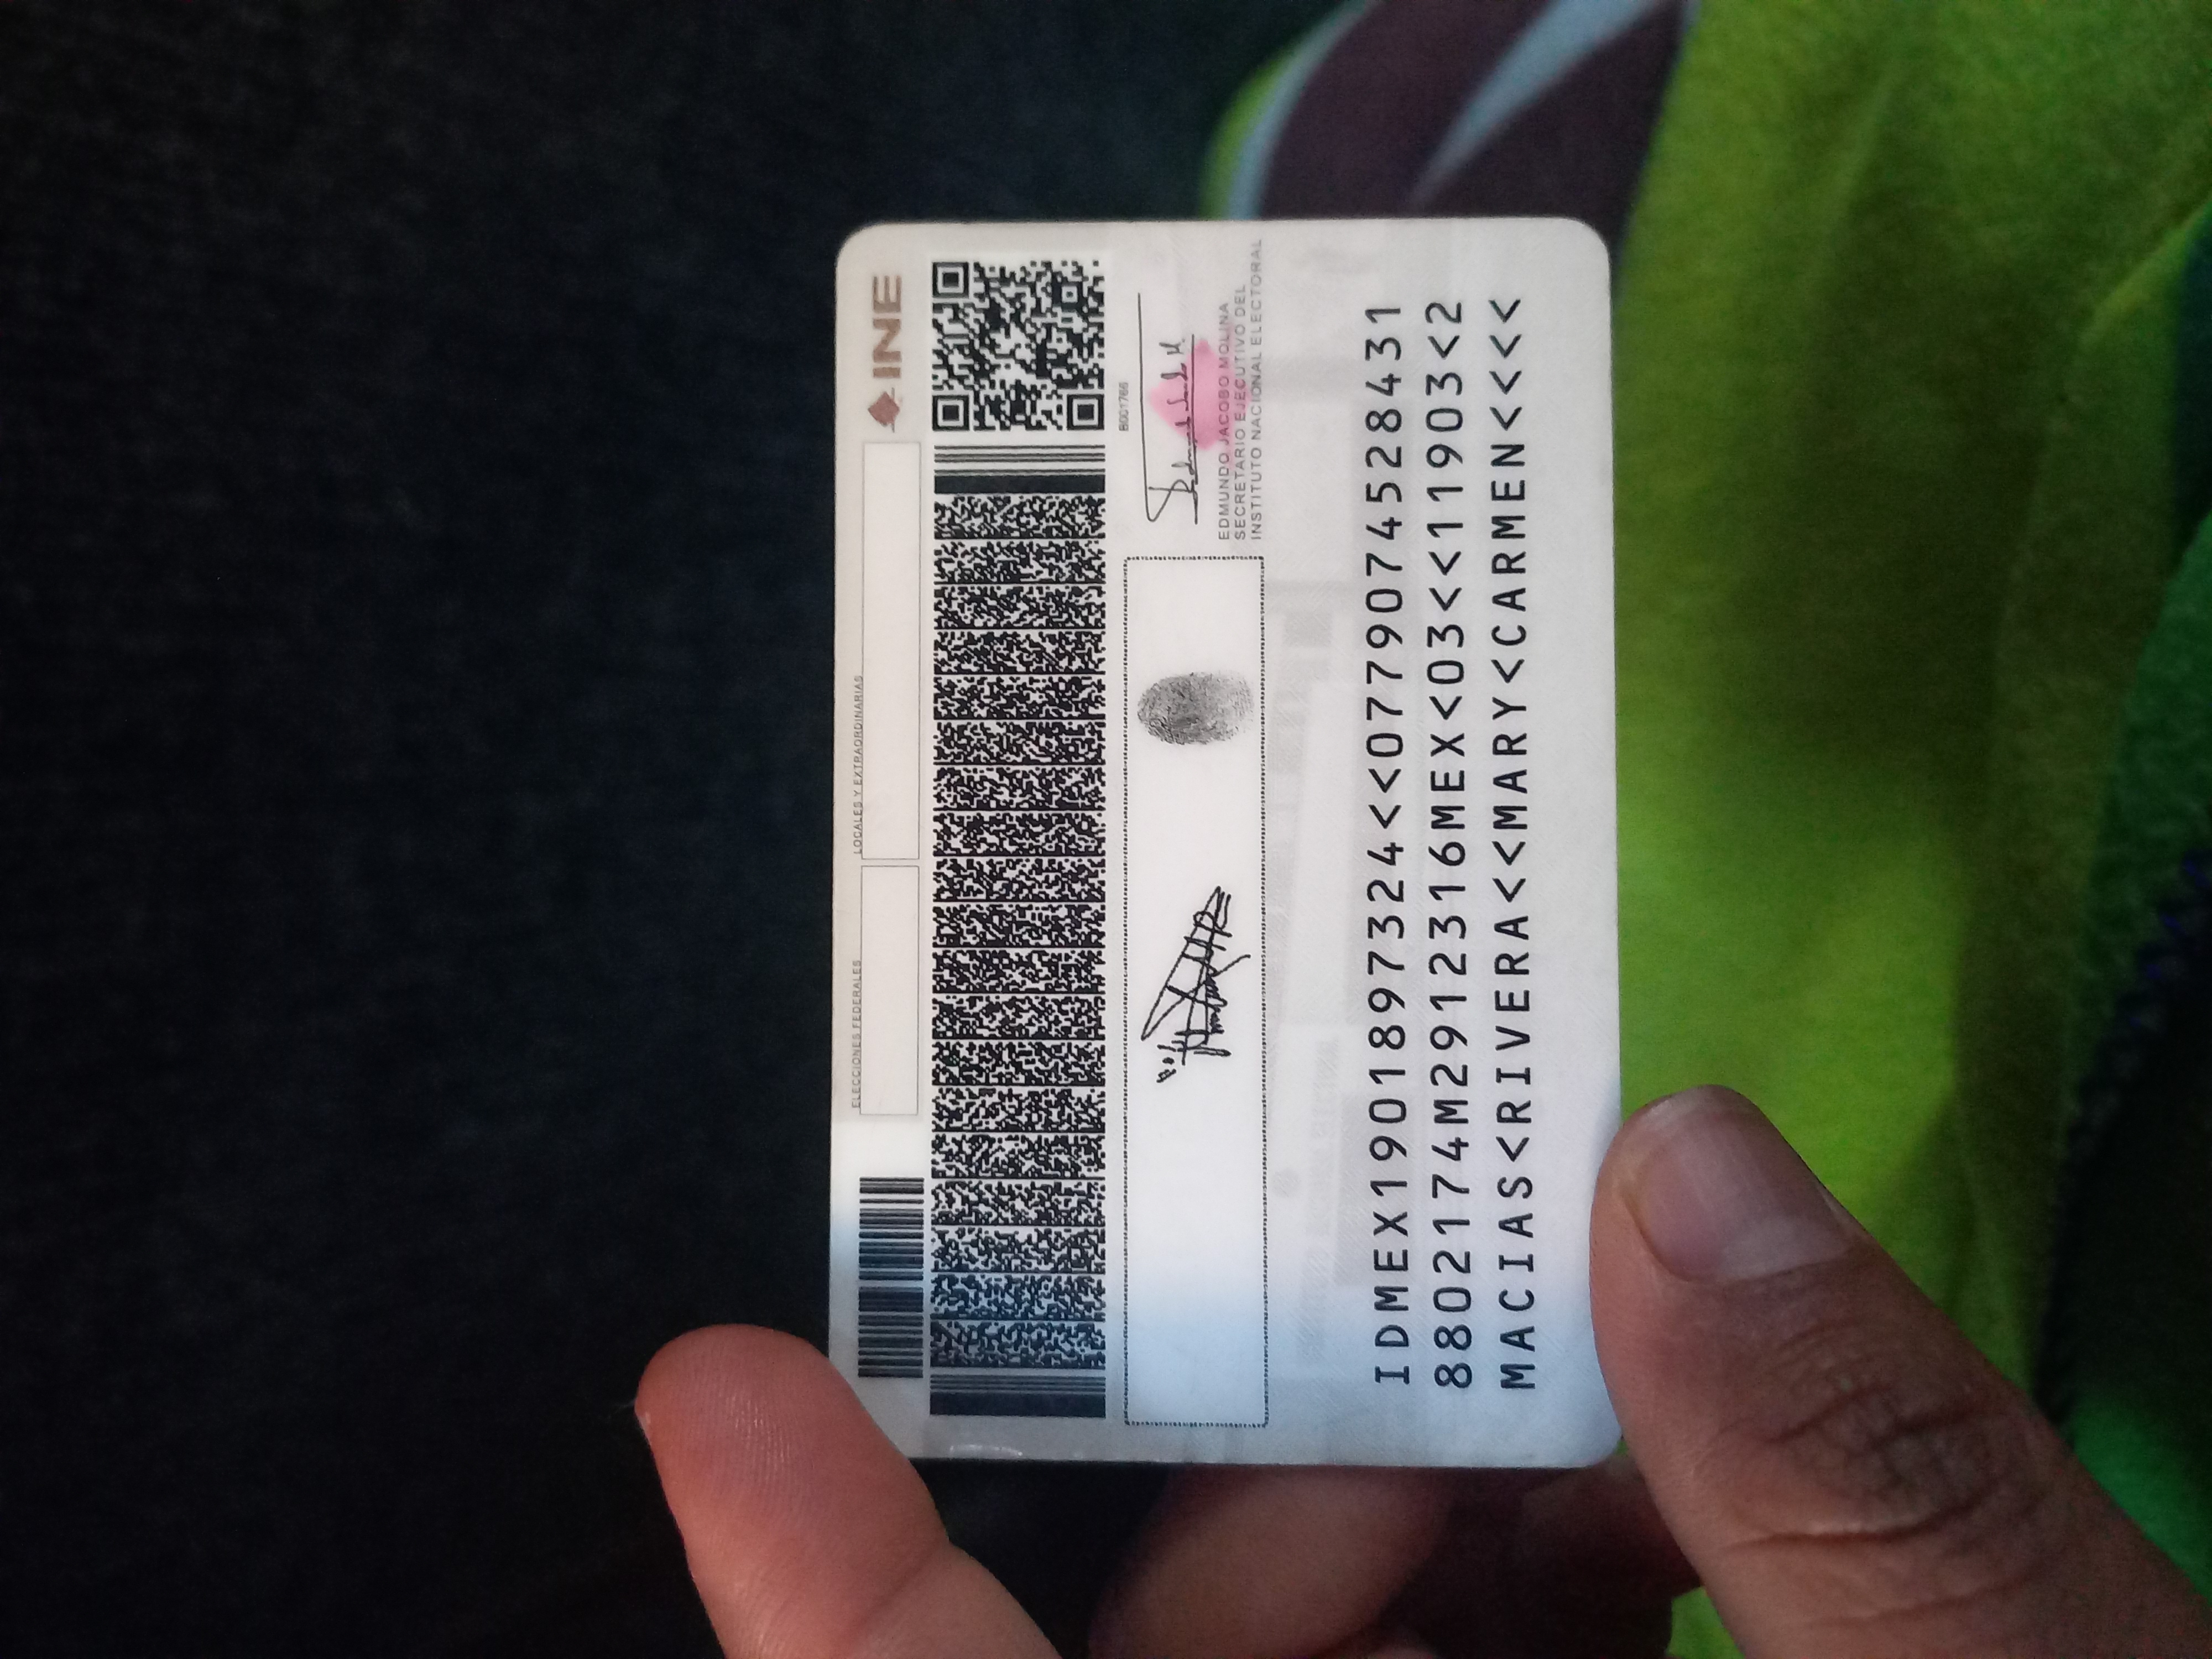 ELECCIONES FEDERALES
LOCALES Y EXTRAORDINARIAS
INE
B001766
EDMUNDO JACOBO MOLINA
SECRETARIO EJECUTIVO DEL
INSTITUTO NACIONAL ELECTORAL
IDMEX1901897324<<0779074528431
8802174M2912316MEX<03<<11903<2
MACIAS<RIVERA<<MARY<CARMEN<<<<